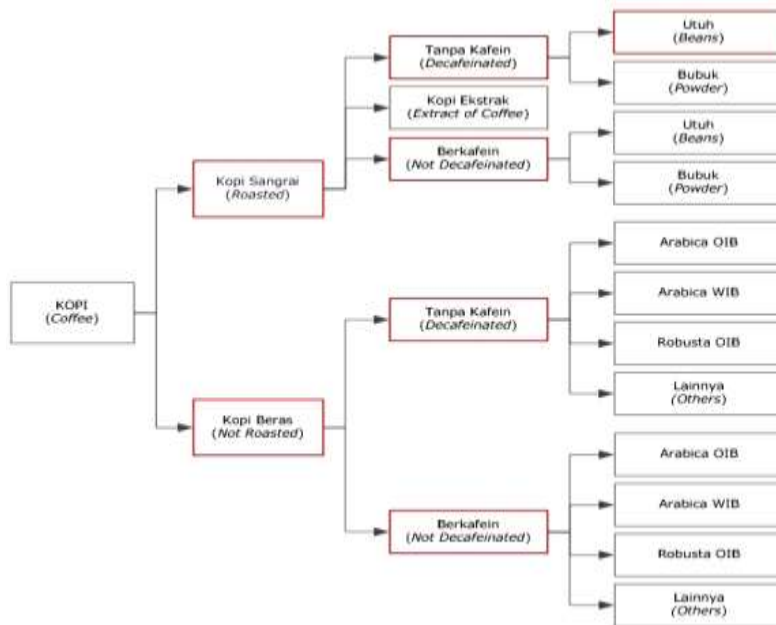 Utuh
(Beans)
Tanpa Kafein
(Decafeinated)
Bubuk
(Powder)
Kopi Ekstrak
(Extract of Coffee)
Utuh
(Beans)
Berkafein
(Not Decafeinated)
Bubuk
(Powder)
Kopi Sangrai
(Roasted)
Arabica OIB
Arabica WIB
KOPI
(Coffee)
Tanpa Kafein
(Decafeinated)
Robusta OIB
Lainnya
(Others)
Kopi Beras
(Not Roasted)
Arabica OIB
Arabica WIB
Berkafein
(Not Decafeinated)
Robusta OIB
Lainnya
(Others)